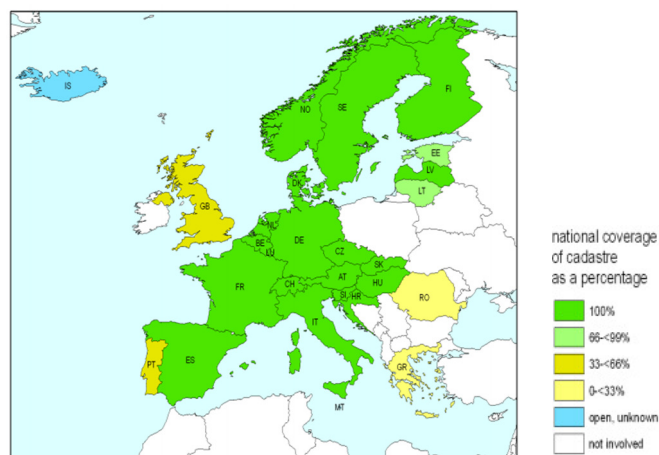 IS
FI
NO
SE
EE
LV
LT
DK
GB
NL
BE
DE
LU
CZ
SK
FR
CH
AT
HU
SI
HR
RO
IT
PT
ES
GR
MT
national coverage
of cadastre
as a percentage
100%
66-<99%
33-<66%
0-<33%
open, unknown
not involved